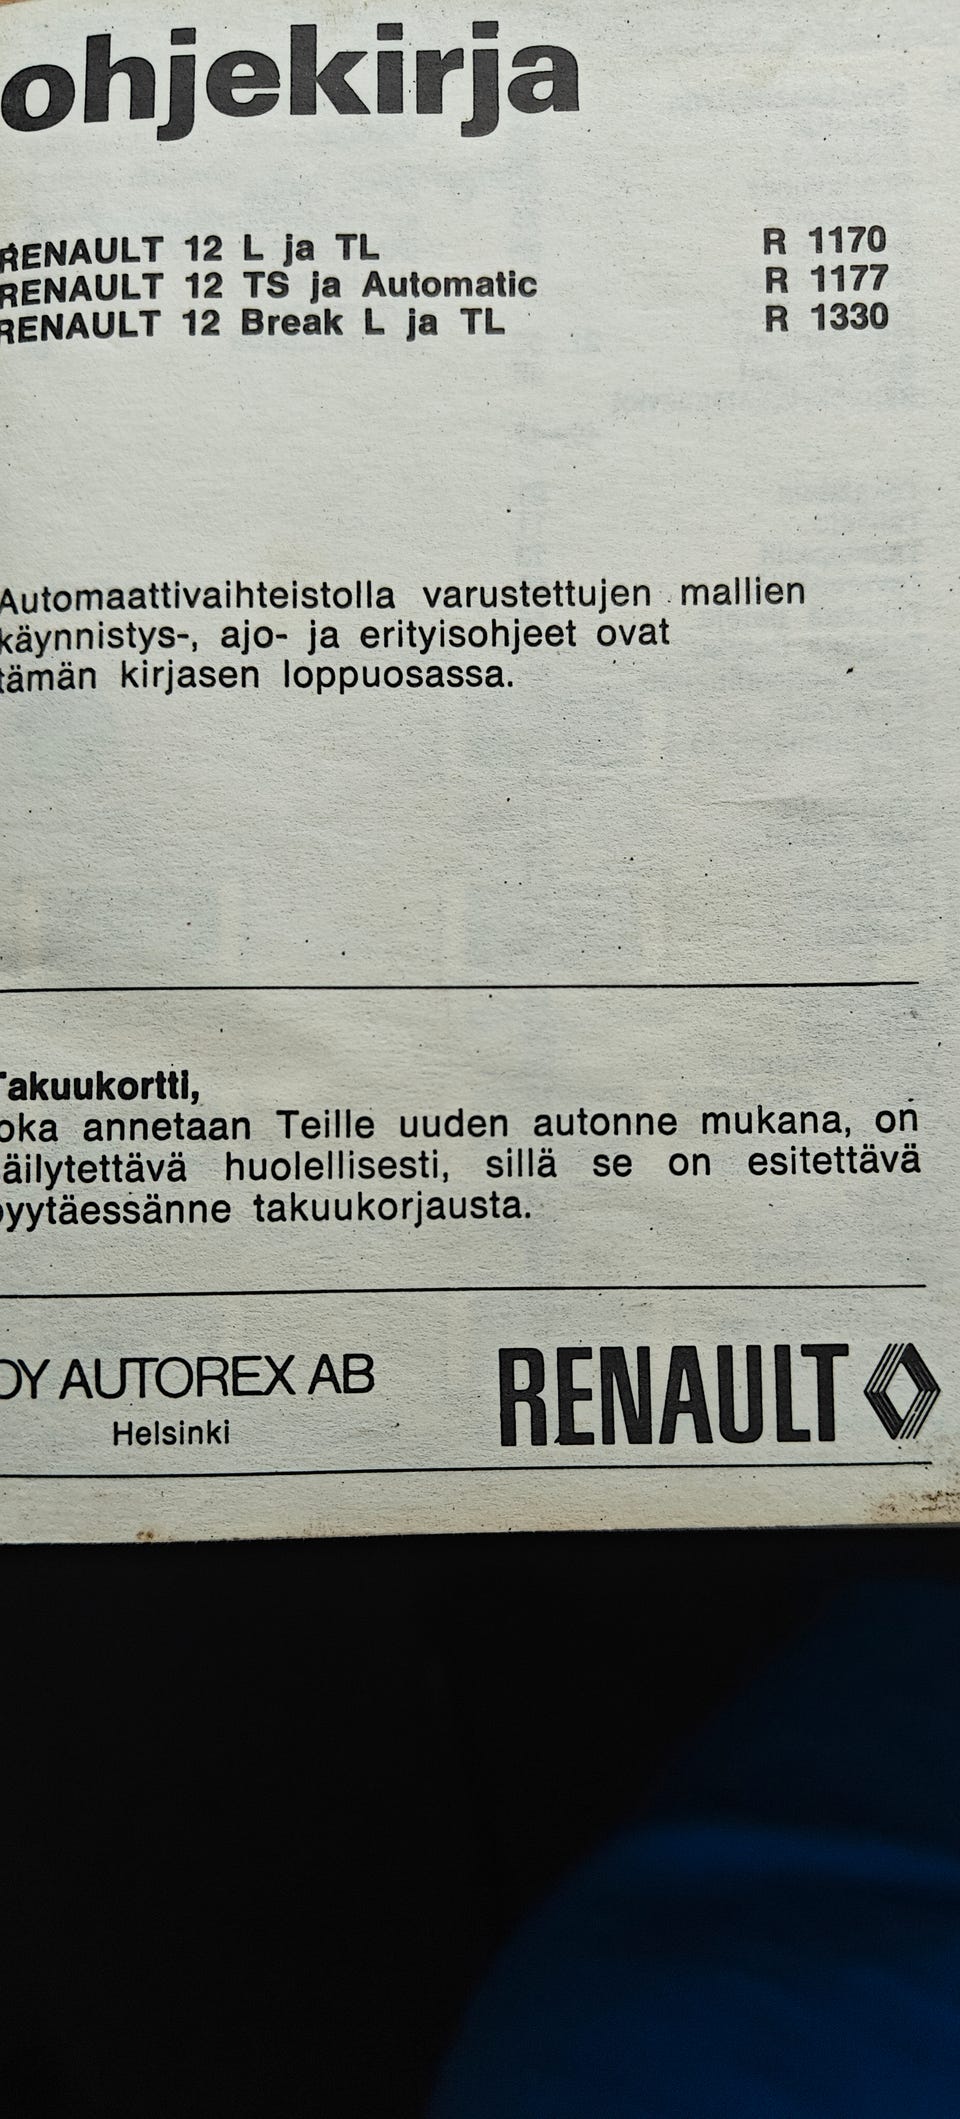 ohjekirja
RENAULT 12 L ja TL R 1170
RENAULT 12 TS ja Automatic R 1177
RENAULT 12 Break L ja TL R 1330
Automaattivaihteistolla varustettujen mallien
käynnistys-, ajo- ja erityisohjeet ovat
tämän kirjasen loppuosassa.
Takuukortti,
oka annetaan Teille uuden autonne mukana, on
äilytettävä huolellisesti, sillä se on esitettävä
pyytäessänne takuukorjausta.
OY AUTOREX AB
Helsinki
RENAULT